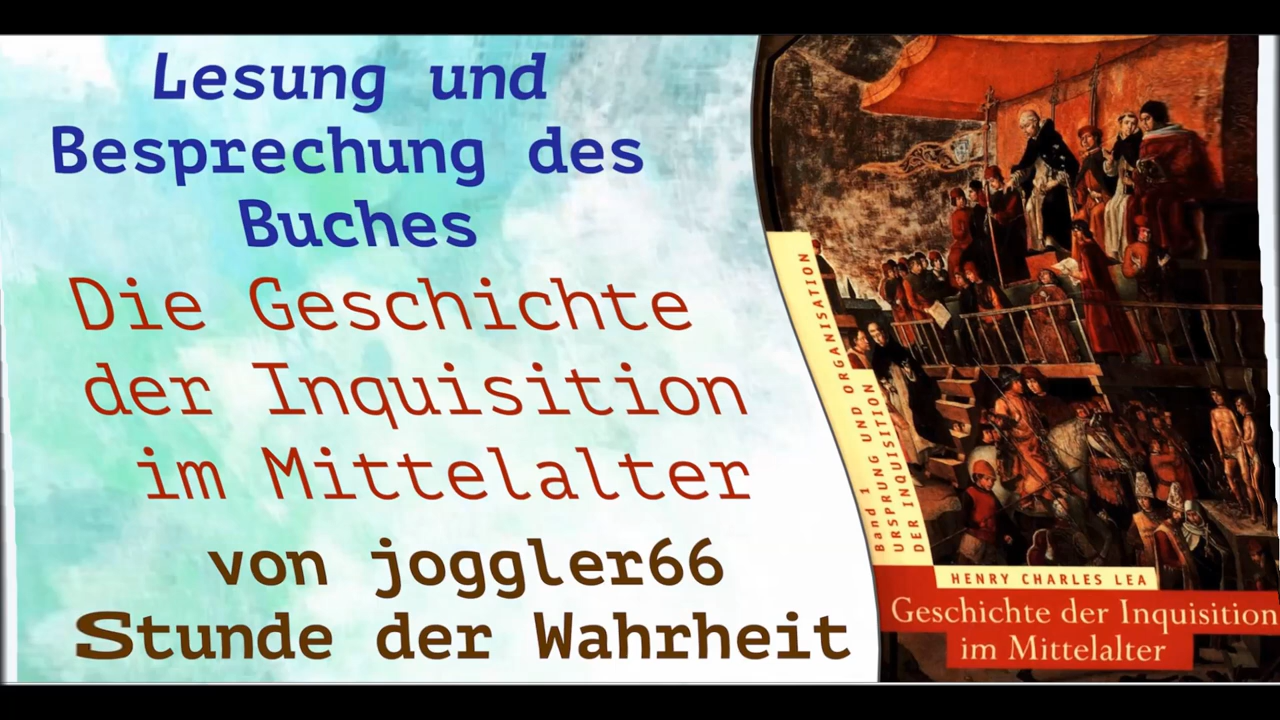 Lesung und
Besprechung des
Buches
Die Geschichte
der Inquisition
im Mittelalter
von joggler66
Stunde der Wahrheit
Band 1
URSPRUNG UND ORGANISATION
DER INQUISITION
HENRY CHARLES LEA
Geschichte der Inquisition
im Mittelalter